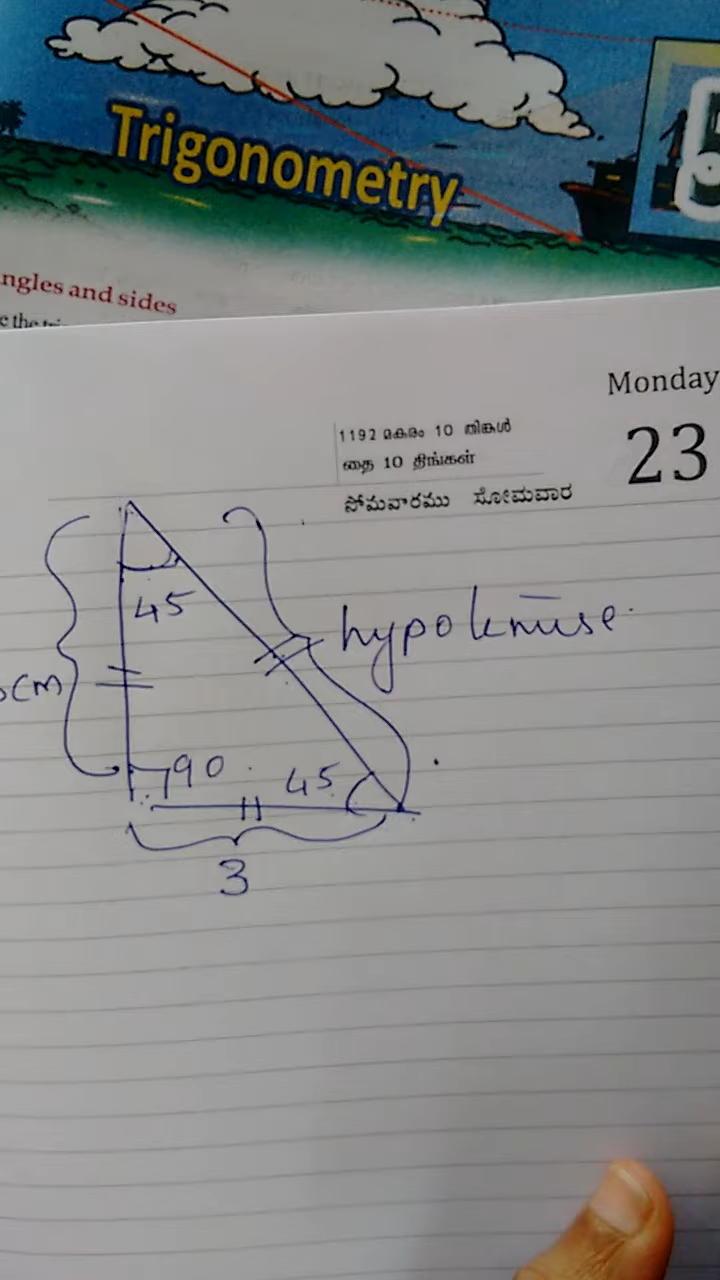 Trigonometry
ngles and sides
Monday
1192 മകരം 10 തിങ്കൾ
23
தை 10 திங்கள்
సోమవారము ಸೋಮವಾರ
45
hypotenuse
cm
90
45
3